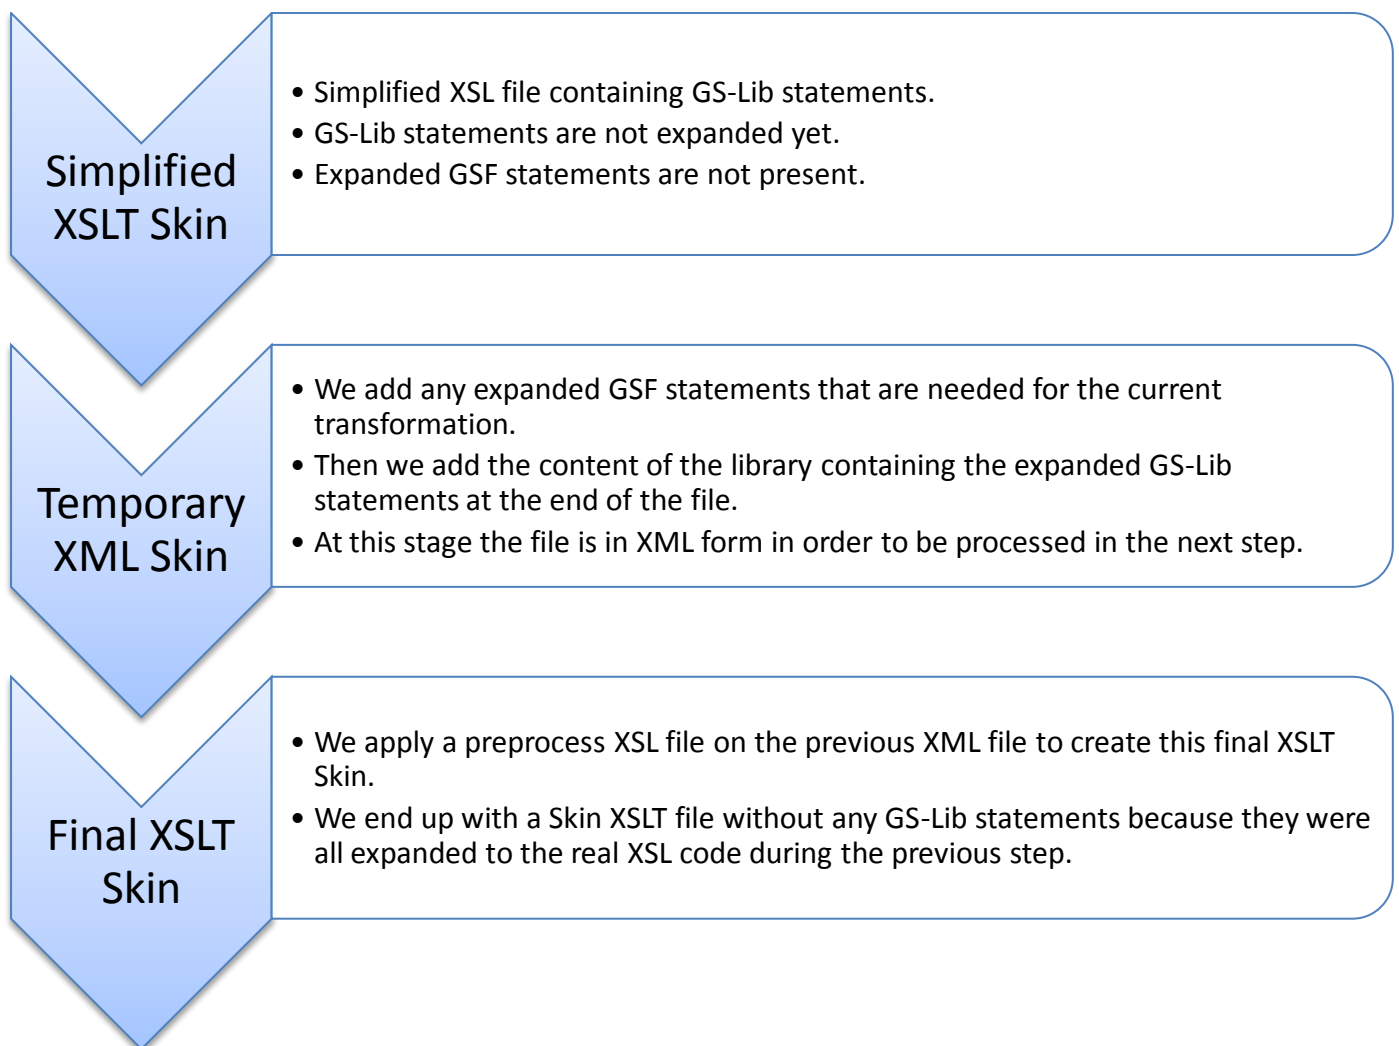 Simplified
XSLT Skin
• Simplified XSL file containing GS-Lib statements.
• GS-Lib statements are not expanded yet.
• Expanded GSF statements are not present.
Temporary
XML Skin
• We add any expanded GSF statements that are needed for the current
transformation.
• Then we add the content of the library containing the expanded GS-Lib
statements at the end of the file.
• At this stage the file is in XML form in order to be processed in the next step.
Final XSLT
Skin
• We apply a preprocess XSL file on the previous XML file to create this final XSLT
Skin.
• We end up with a Skin XSLT file without any GS-Lib statements because they were
all expanded to the real XSL code during the previous step.